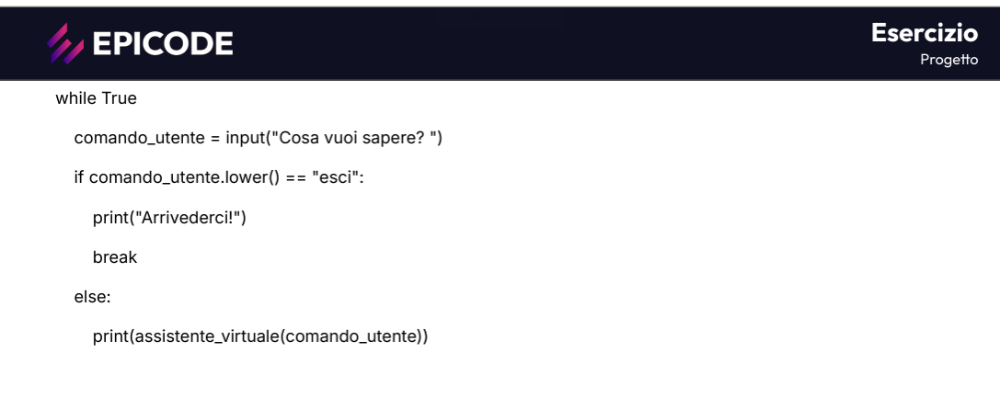 EPICODE
Esercizio
Progetto
while True
comando_utente = input("Cosa vuoi sapere? ")
if comando_utente.lower() == "esci":
print("Arrivederci!")
break
else:
print(assistente_virtuale(comando_utente))